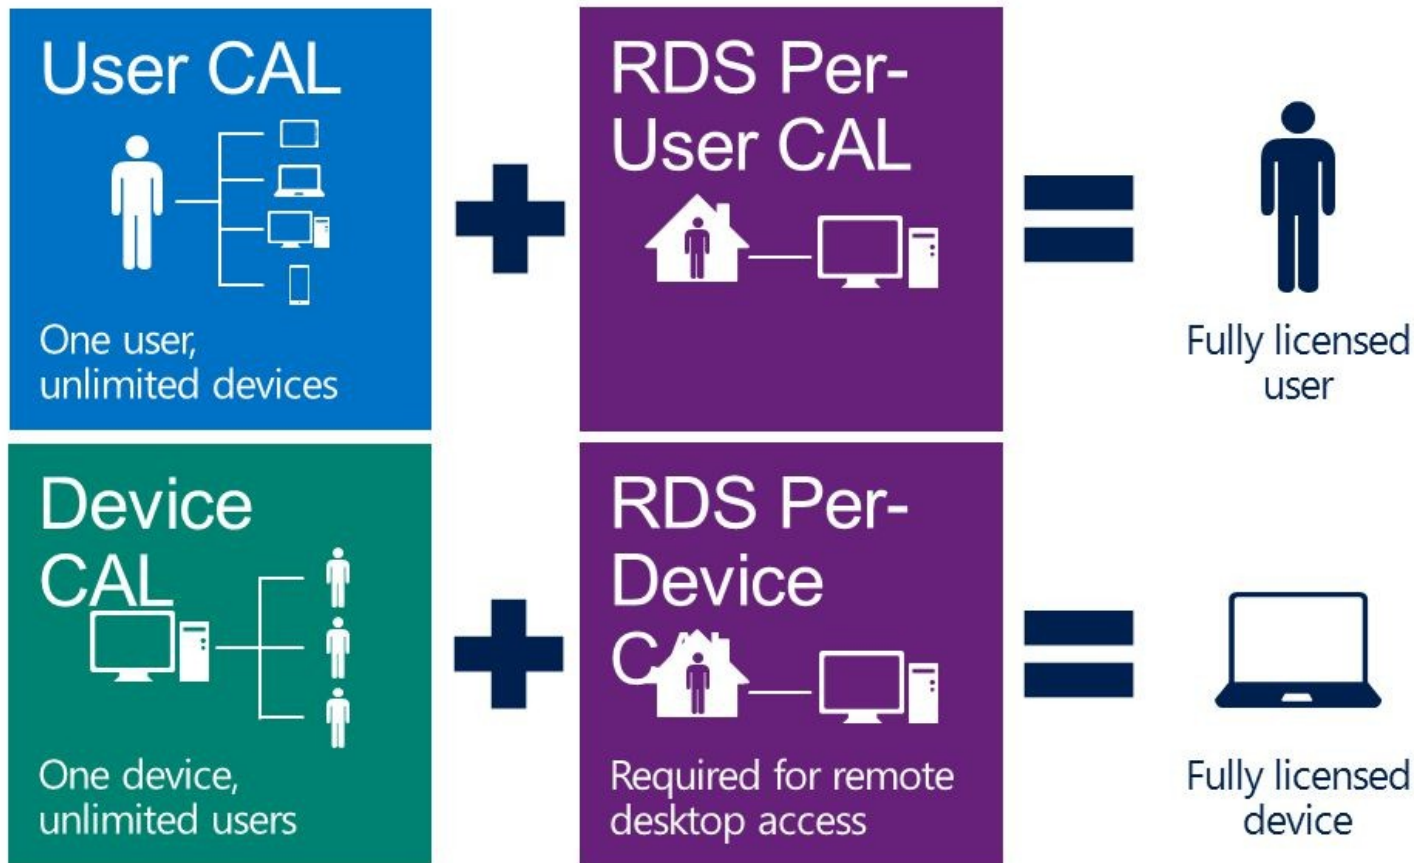 User CAL
One user,
unlimited devices
RDS Per-
User CAL
Fully licensed
user
Device
CAL
One device,
unlimited users
RDS Per-
Device
Required for remote
desktop access
Fully licensed
device